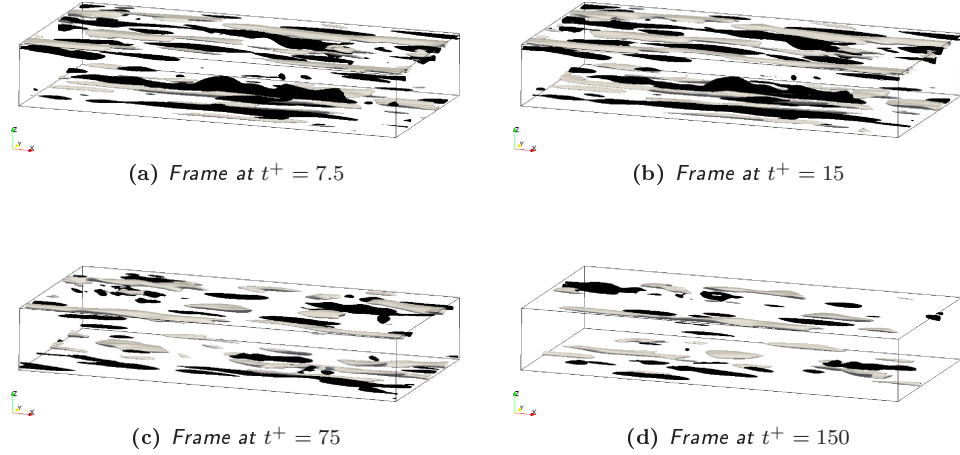 Z
Y
X
Z
Y
X
(a) Frame at t⁺ = 7.5
(b) Frame at t⁺ = 15
Z
Y
X
Z
Y
X
(c) Frame at t⁺ = 75
(d) Frame at t⁺ = 150